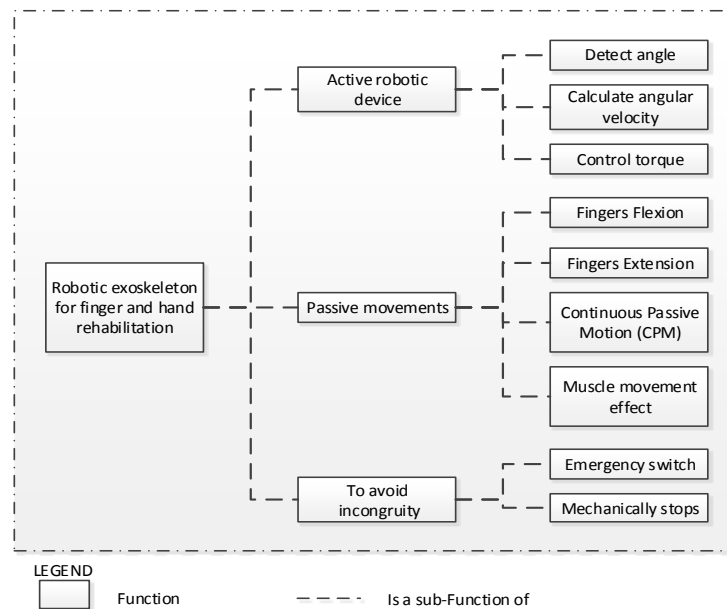 Robotic exoskeleton
for finger and hand
rehabilitation
Active robotic
device
Detect angle
Calculate angular
velocity
Control torque
Passive movements
Fingers Flexion
Fingers Extension
Continuous Passive
Motion (CPM)
Muscle movement
effect
To avoid
incongruity
Emergency switch
Mechanically stops
LEGEND
Function
Is a sub-Function of